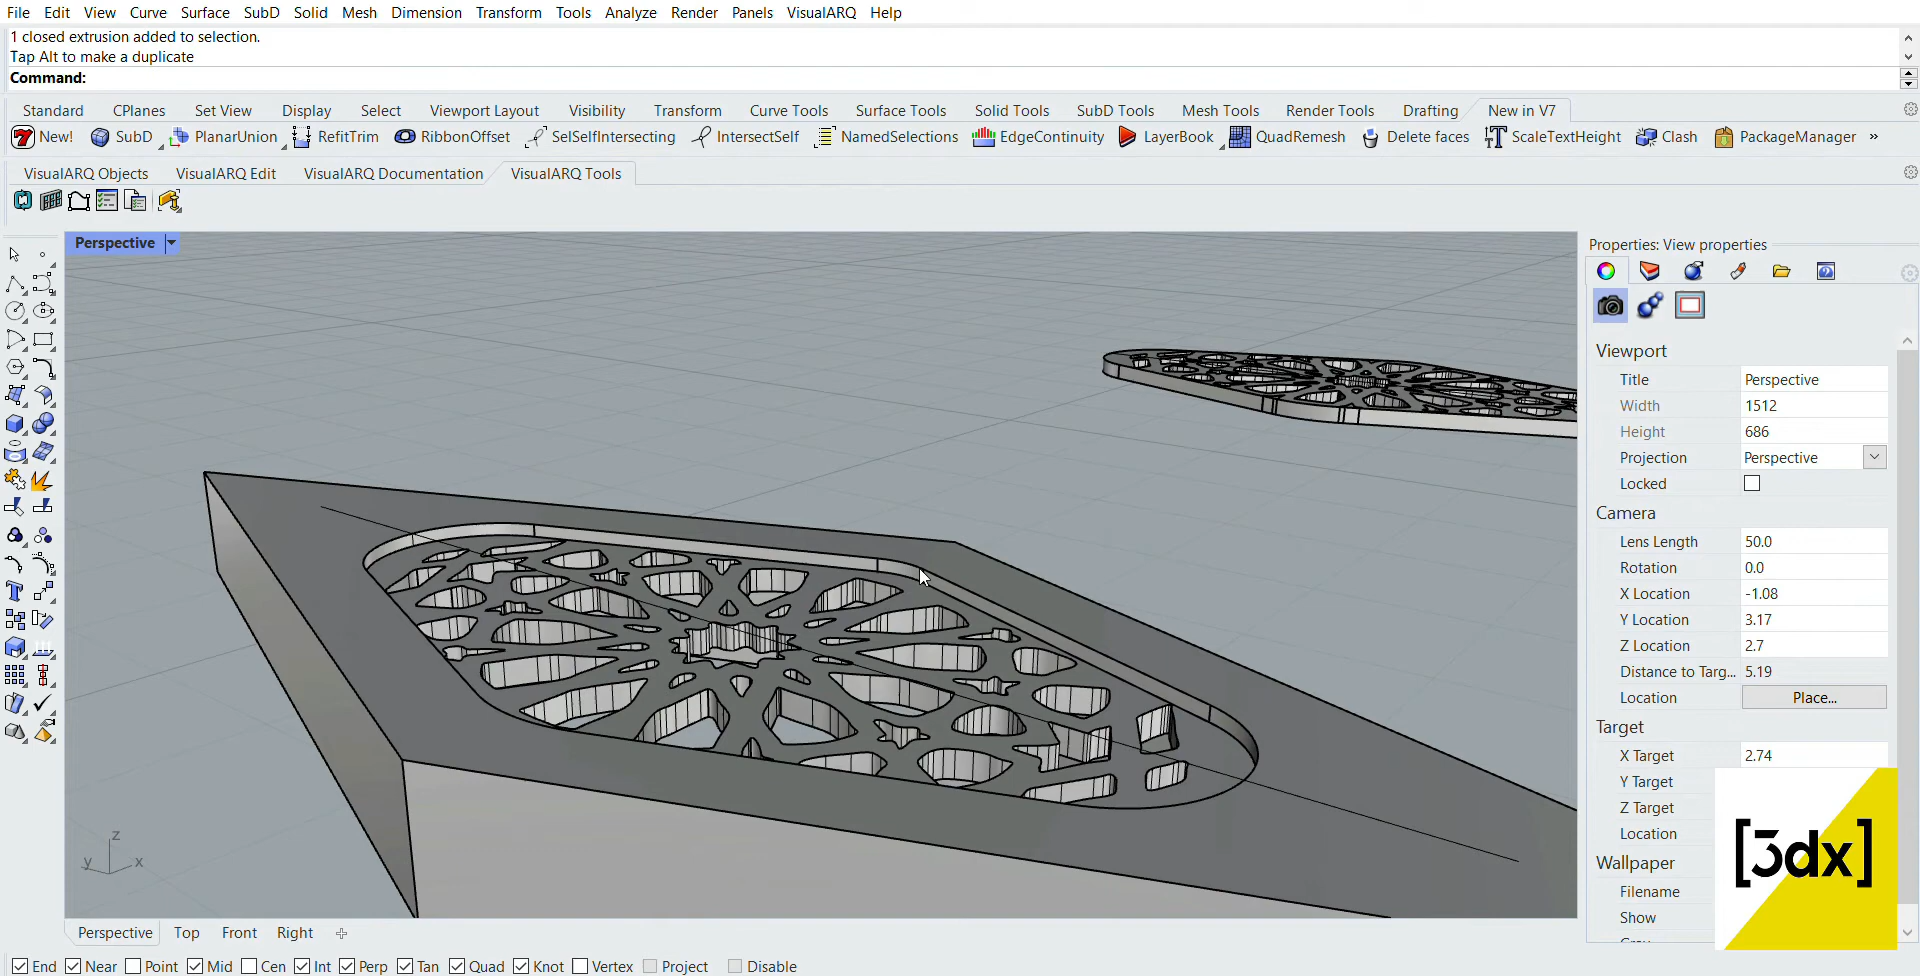 File Edit View Curve Surface SubD Solid Mesh Dimension Transform Tools Analyze Render Panels VisualARQ Help
1 closed extrusion added to selection.
Tap Alt to make a duplicate
Command:
Standard CPlanes Set View Display Select Viewport Layout Visibility Transform Curve Tools Surface Tools Solid Tools SubD Tools Mesh Tools Render Tools Drafting New in V7
7 New! SubD PlanarUnion RefitTrim RibbonOffset SelSelfIntersecting IntersectSelf NamedSelections EdgeContinuity LayerBook QuadRemesh Delete faces ScaleTextHeight Clash PackageManager »
VisualARQ Objects VisualARQ Edit VisualARQ Documentation VisualARQ Tools
Perspective
Properties: View properties
Viewport
Title Perspective
Width 1512
Height 686
Projection Perspective
Locked
Camera
Lens Length 50.0
Rotation 0.0
X Location -1.08
Y Location 3.17
Z Location 2.7
Distance to Targ... 5.19
Location Place...
Target
X Target 2.74
Y Target
Z Target
Location
Wallpaper
Filename
Show
[3dx]
z
y x
Perspective Top Front Right
End Near Point Mid Cen Int Perp Tan Quad Knot Vertex Project Disable